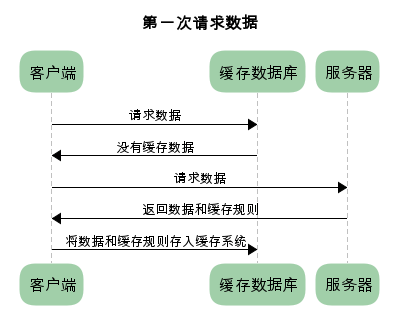 第一次请求数据
客户端 缓存数据库 服务器
请求数据
没有缓存数据
请求数据
返回数据和缓存规则
将数据和缓存规则存入缓存系统
客户端 缓存数据库 服务器